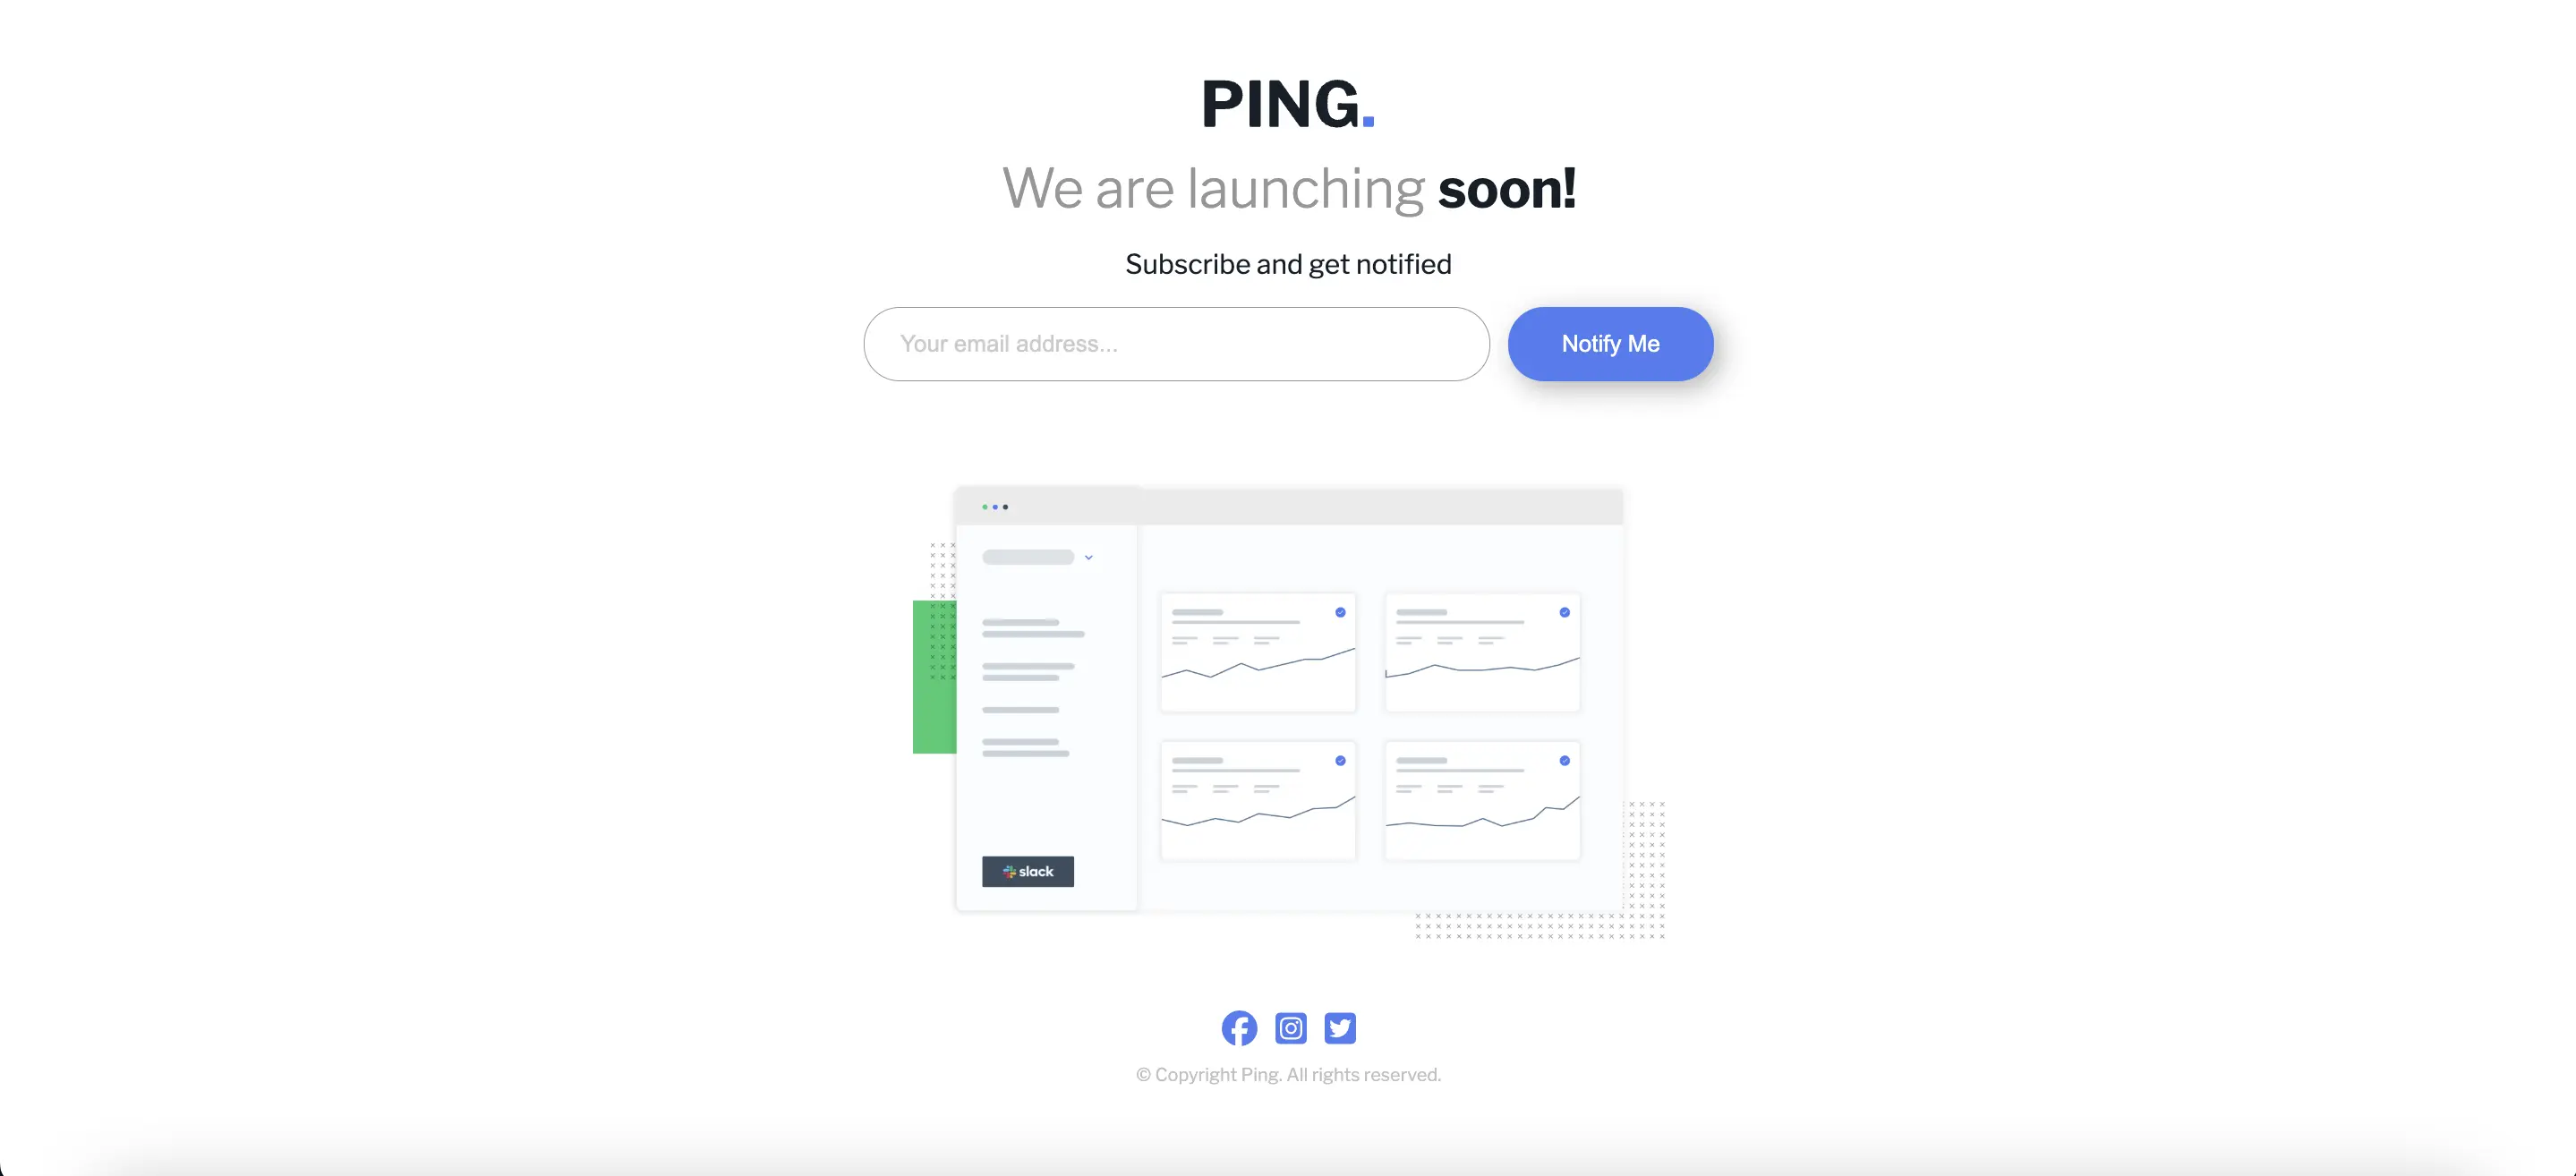 PING.
We are launching soon!
Subscribe and get notified
Your email address...
Notify Me
slack
© Copyright Ping. All rights reserved.